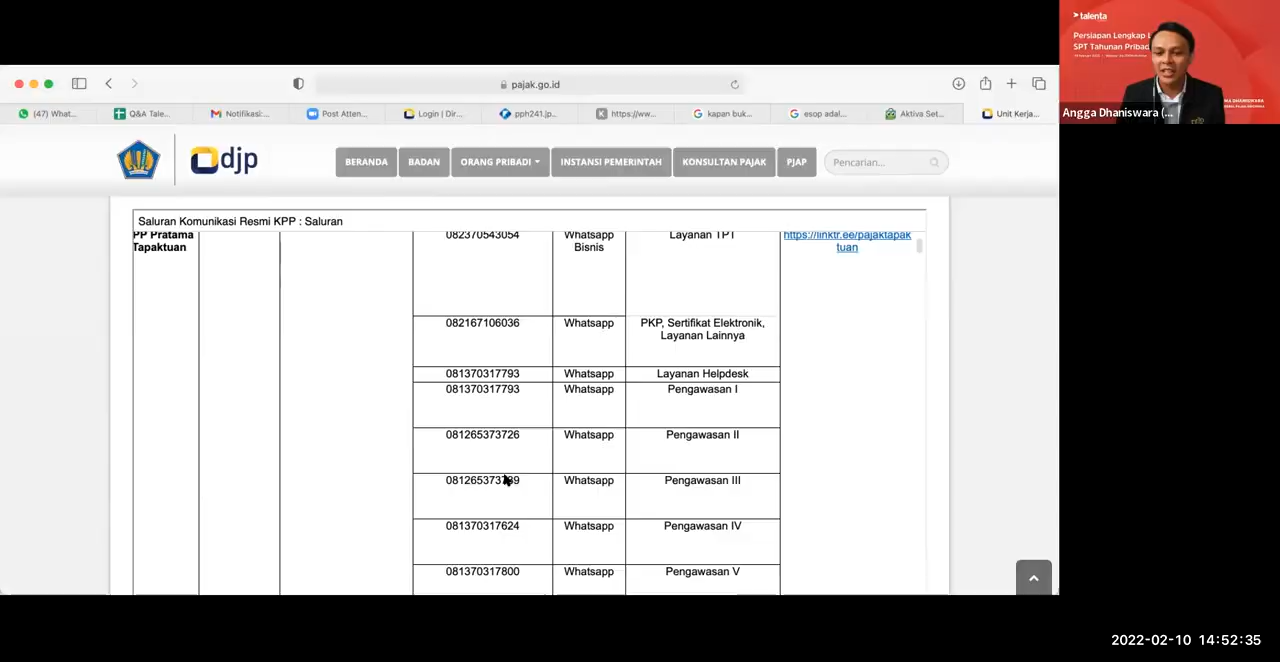 talenta
Persiapan Lengkap L
SPT Tahunan Pribad
Angga Dhaniswara (...
pajak.go.id
(47) What...
Q&A Tale...
Notifikasi:...
Post Atten...
Login | Dir...
pph241.jp...
https://ww...
kapan buk...
esop adal...
Aktiva Set...
Unit Kerja...
djp
BERANDA
BADAN
ORANG PRIBADI
INSTANSI PEMERINTAH
KONSULTAN PAJAK
PJAP
Pencarian...
Saluran Komunikasi Resmi KPP : Saluran
PP Pratama
Tapaktuan
082370543054
Whatsapp
Bisnis
Layanan TPT
https://linktr.ee/pajaktapak
tuan
082167106036
Whatsapp
PKP, Sertifikat Elektronik,
Layanan Lainnya
081370317793
Whatsapp
Layanan Helpdesk
081370317793
Whatsapp
Pengawasan I
081265373726
Whatsapp
Pengawasan II
Whatsapp
Pengawasan III
081370317624
Whatsapp
Pengawasan IV
081370317800
Whatsapp
Pengawasan V
2022-02-10 14:52:35